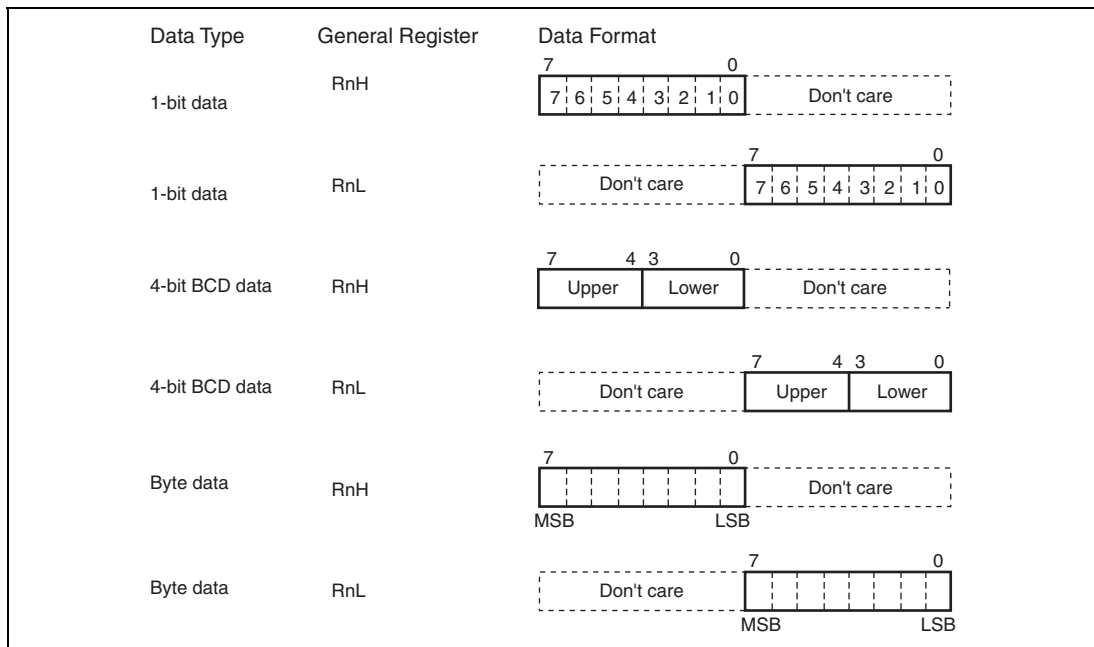 Data Type General Register Data Format
7 0
1-bit data RnH 7 6 5 4 3 2 1 0 Don't care
7 0
1-bit data RnL Don't care 7 6 5 4 3 2 1 0
7 4 3 0
4-bit BCD data RnH Upper Lower Don't care
7 4 3 0
4-bit BCD data RnL Don't care Upper Lower
7 0
Byte data RnH Don't care
MSB LSB
7 0
Byte data RnL Don't care
MSB LSB